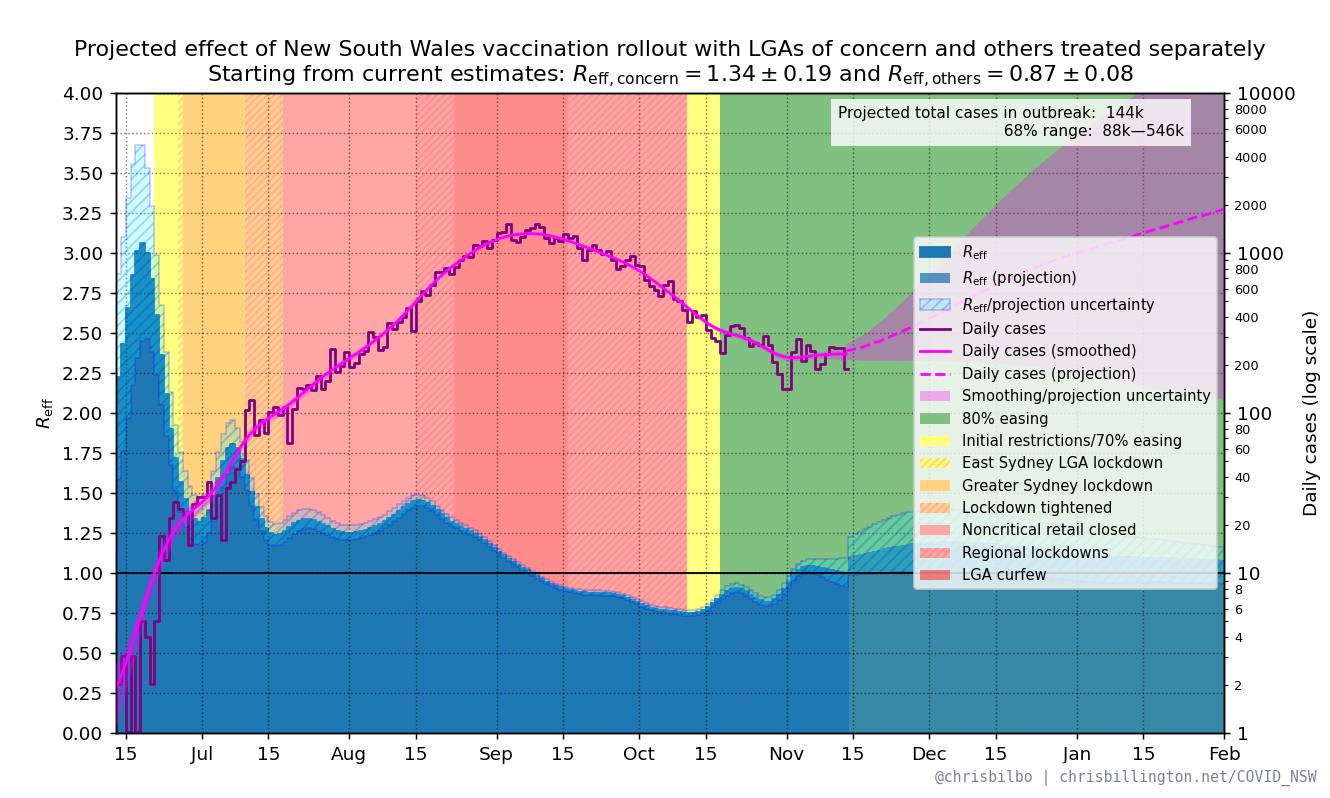 Projected effect of New South Wales vaccination rollout with LGAs of concern and others treated separately
Starting from current estimates: Reff, concern = 1.34 ± 0.19 and Reff, others = 0.87 ± 0.08
Projected total cases in outbreak: 144k
68% range: 88k—546k
Reff
4.00
3.75
3.50
3.25
3.00
2.75
2.50
2.25
2.00
1.75
1.50
1.25
1.00
0.75
0.50
0.25
0.00
Reff
Reff (projection)
Reff/projection uncertainty
Daily cases
Daily cases (smoothed)
Daily cases (projection)
Smoothing/projection uncertainty
80% easing
Initial restrictions/70% easing
East Sydney LGA lockdown
Greater Sydney lockdown
Lockdown tightened
Noncritical retail closed
Regional lockdowns
LGA curfew
10000
8000
6000
4000
2000
1000
800
600
400
200
100
80
60
40
20
10
8
6
4
2
1
Daily cases (log scale)
15 Jul 15 Aug 15 Sep 15 Oct 15 Nov 15 Dec 15 Jan 15 Feb
@chrisbilbo | chrisbillington.net/COVID_NSW